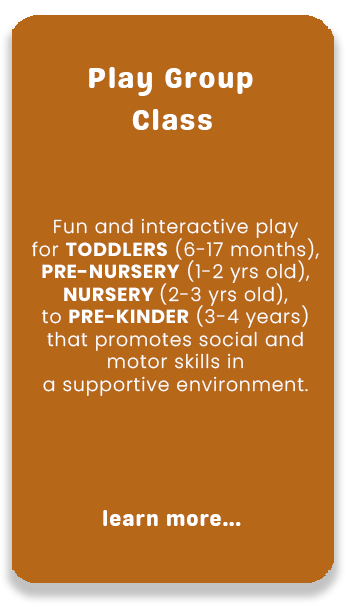 Play Group
Class
Fun and interactive play
for TODDLERS (6-17 months),
PRE-NURSERY (1-2 yrs old),
NURSERY (2-3 yrs old),
to PRE-KINDER (3-4 years)
that promotes social and
motor skills in
a supportive environment.
learn more...